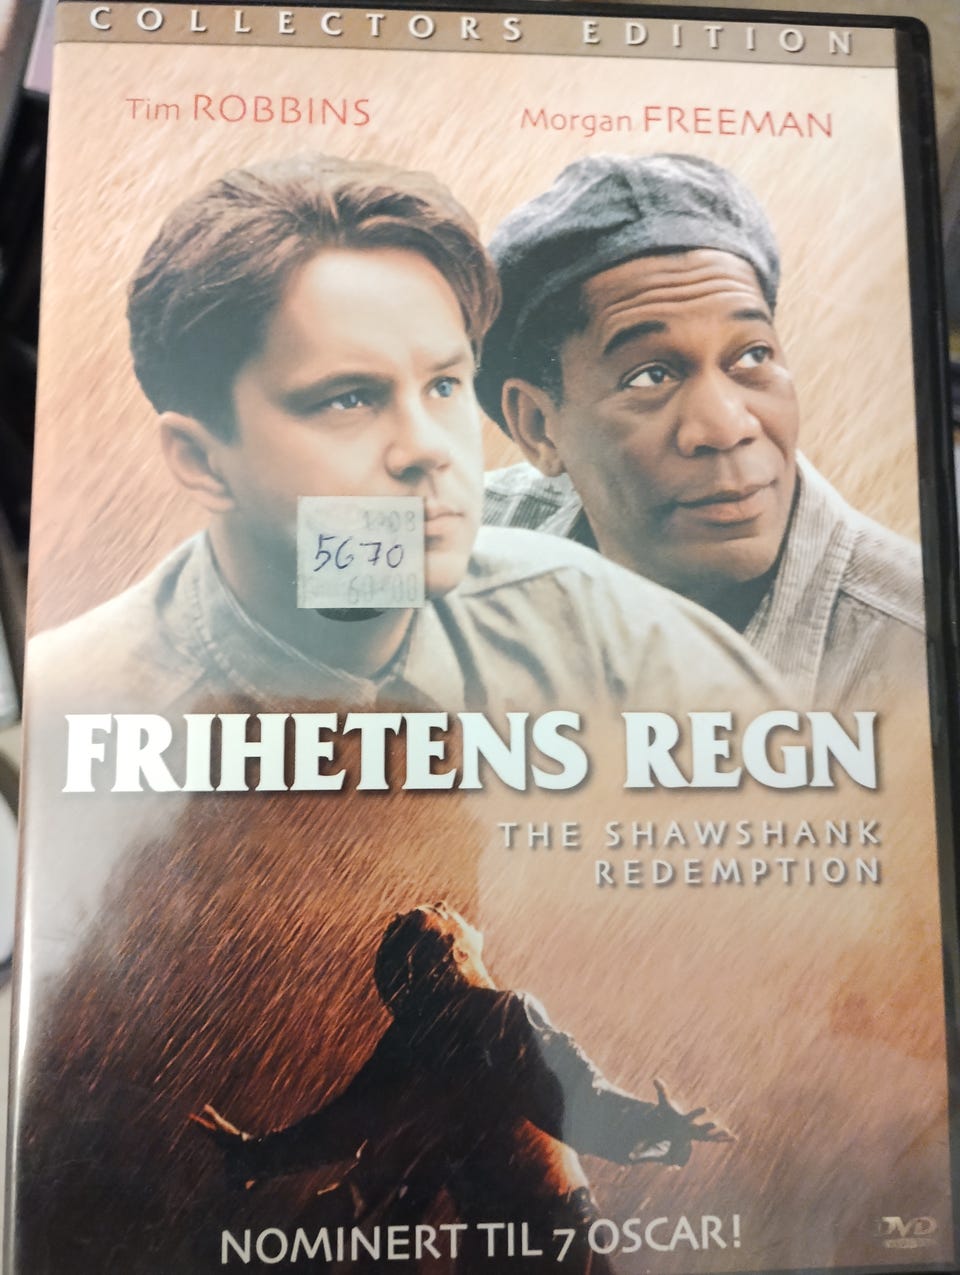 COLLECTORS EDITION
Tim ROBBINS
Morgan FREEMAN
5670
FRIHETENS REGN
THE SHAWSHANK
REDEMPTION
NOMINERT TIL 7 OSCAR!
DVD